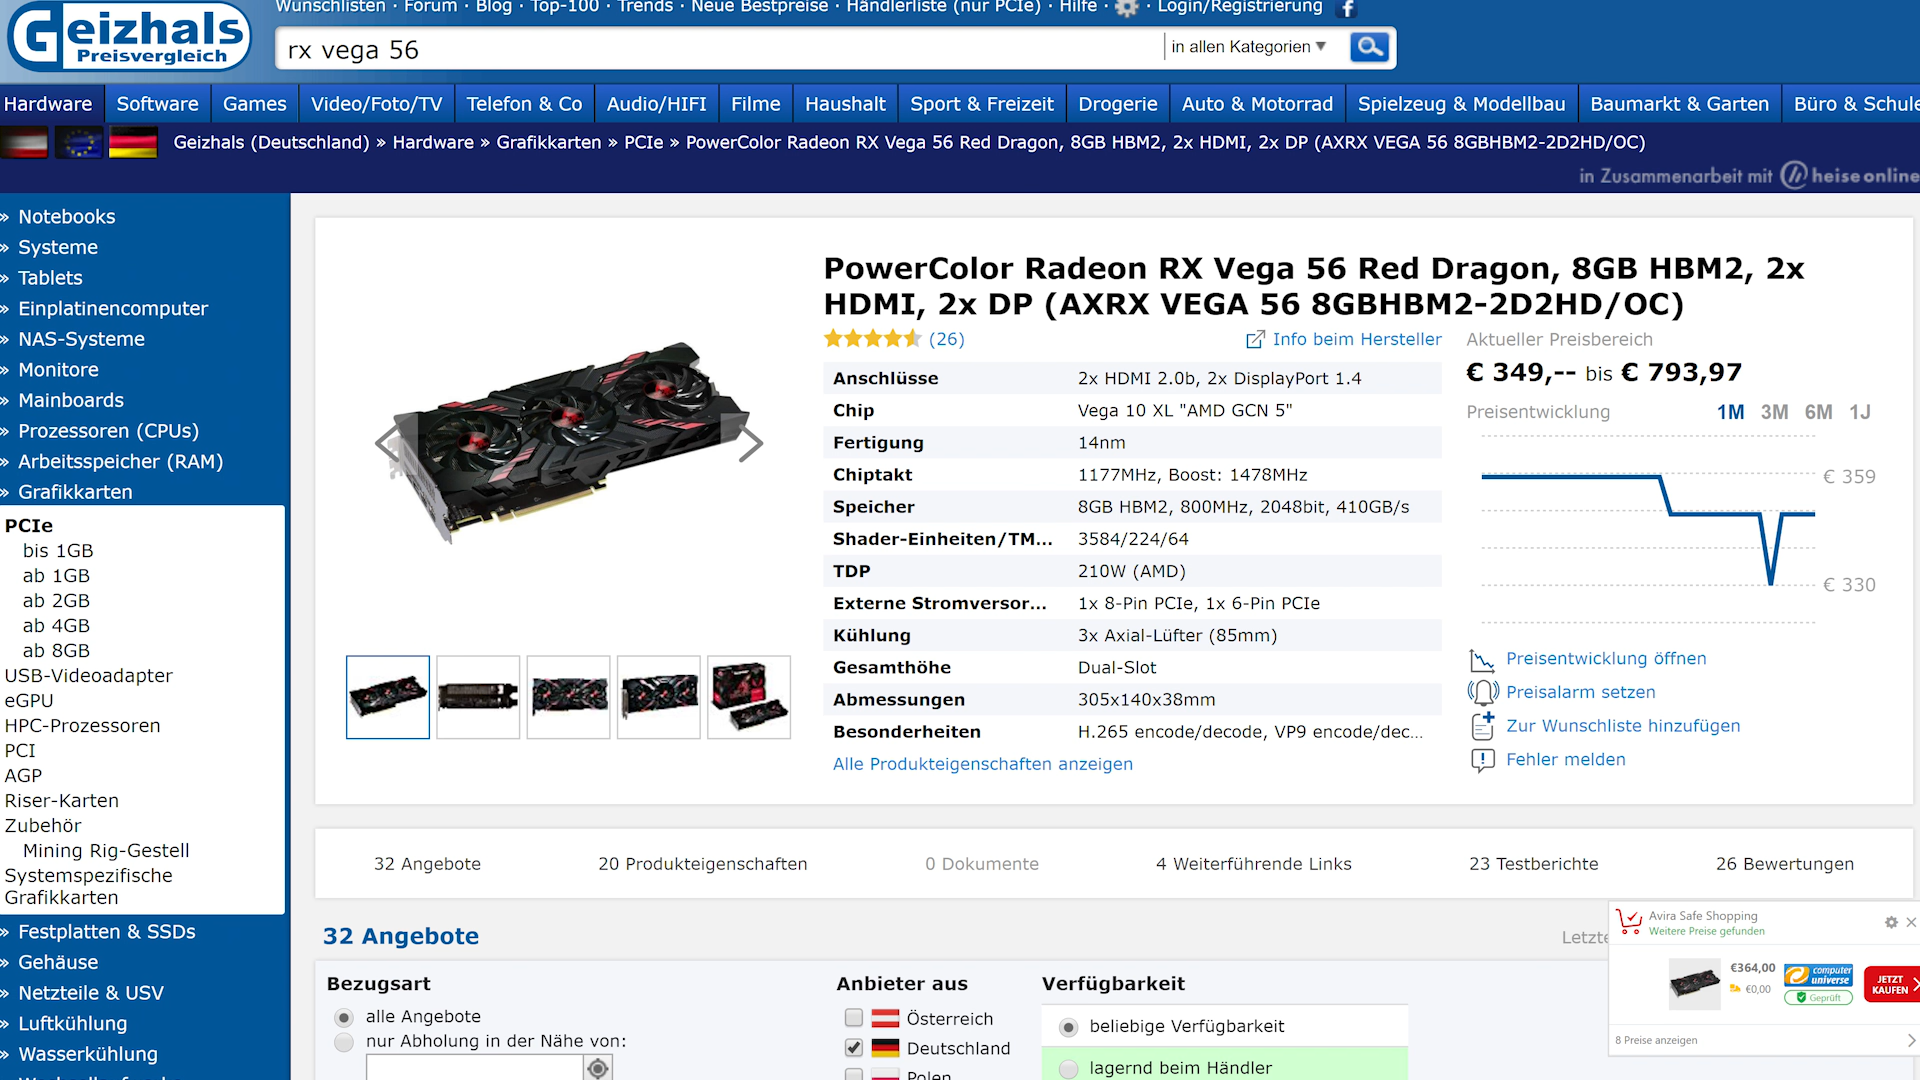 Wunschlisten · Forum · Blog · Top-100 · Trends · Neue Bestpreise · Händlerliste (nur PCIe) · Hilfe · Login/Registrierung
Geizhals
Preisvergleich
rx vega 56
in allen Kategorien
Hardware Software Games Video/Foto/TV Telefon & Co Audio/HIFI Filme Haushalt Sport & Freizeit Drogerie Auto & Motorrad Spielzeug & Modellbau Baumarkt & Garten Büro & Schule
Geizhals (Deutschland) » Hardware » Grafikkarten » PCIe » PowerColor Radeon RX Vega 56 Red Dragon, 8GB HBM2, 2x HDMI, 2x DP (AXRX VEGA 56 8GBHBM2-2D2HD/OC)
in Zusammenarbeit mit heise online
» Notebooks
» Systeme
» Tablets
» Einplatinencomputer
» NAS-Systeme
» Monitore
» Mainboards
» Prozessoren (CPUs)
» Arbeitsspeicher (RAM)
» Grafikkarten
PCIe
bis 1GB
ab 1GB
ab 2GB
ab 4GB
ab 8GB
USB-Videoadapter
eGPU
HPC-Prozessoren
PCI
AGP
Riser-Karten
Zubehör
Mining Rig-Gestell
Systemspezifische
Grafikkarten
» Festplatten & SSDs
» Gehäuse
» Netzteile & USV
» Luftkühlung
» Wasserkühlung
PowerColor Radeon RX Vega 56 Red Dragon, 8GB HBM2, 2x
HDMI, 2x DP (AXRX VEGA 56 8GBHBM2-2D2HD/OC)
(26) Info beim Hersteller
Anschlüsse 2x HDMI 2.0b, 2x DisplayPort 1.4
Chip Vega 10 XL "AMD GCN 5"
Fertigung 14nm
Chiptakt 1177MHz, Boost: 1478MHz
Speicher 8GB HBM2, 800MHz, 2048bit, 410GB/s
Shader-Einheiten/TM... 3584/224/64
TDP 210W (AMD)
Externe Stromversor... 1x 8-Pin PCIe, 1x 6-Pin PCIe
Kühlung 3x Axial-Lüfter (85mm)
Gesamthöhe Dual-Slot
Abmessungen 305x140x38mm
Besonderheiten H.265 encode/decode, VP9 encode/dec...
Alle Produkteigenschaften anzeigen
Aktueller Preisbereich
€ 349,-- bis € 793,97
Preisentwicklung 1M 3M 6M 1J
€ 359
€ 330
Preisentwicklung öffnen
Preisalarm setzen
Zur Wunschliste hinzufügen
Fehler melden
32 Angebote 20 Produkteigenschaften 0 Dokumente 4 Weiterführende Links 23 Testberichte 26 Bewertungen
32 Angebote
Bezugsart
alle Angebote
nur Abholung in der Nähe von:
Anbieter aus
Österreich
Deutschland
Polen
Verfügbarkeit
beliebige Verfügbarkeit
lagernd beim Händler
Avira Safe Shopping
Weitere Preise gefunden
€364,00
€0,00
computer
universe
Geprüft
JETZT
KAUFEN
8 Preise anzeigen